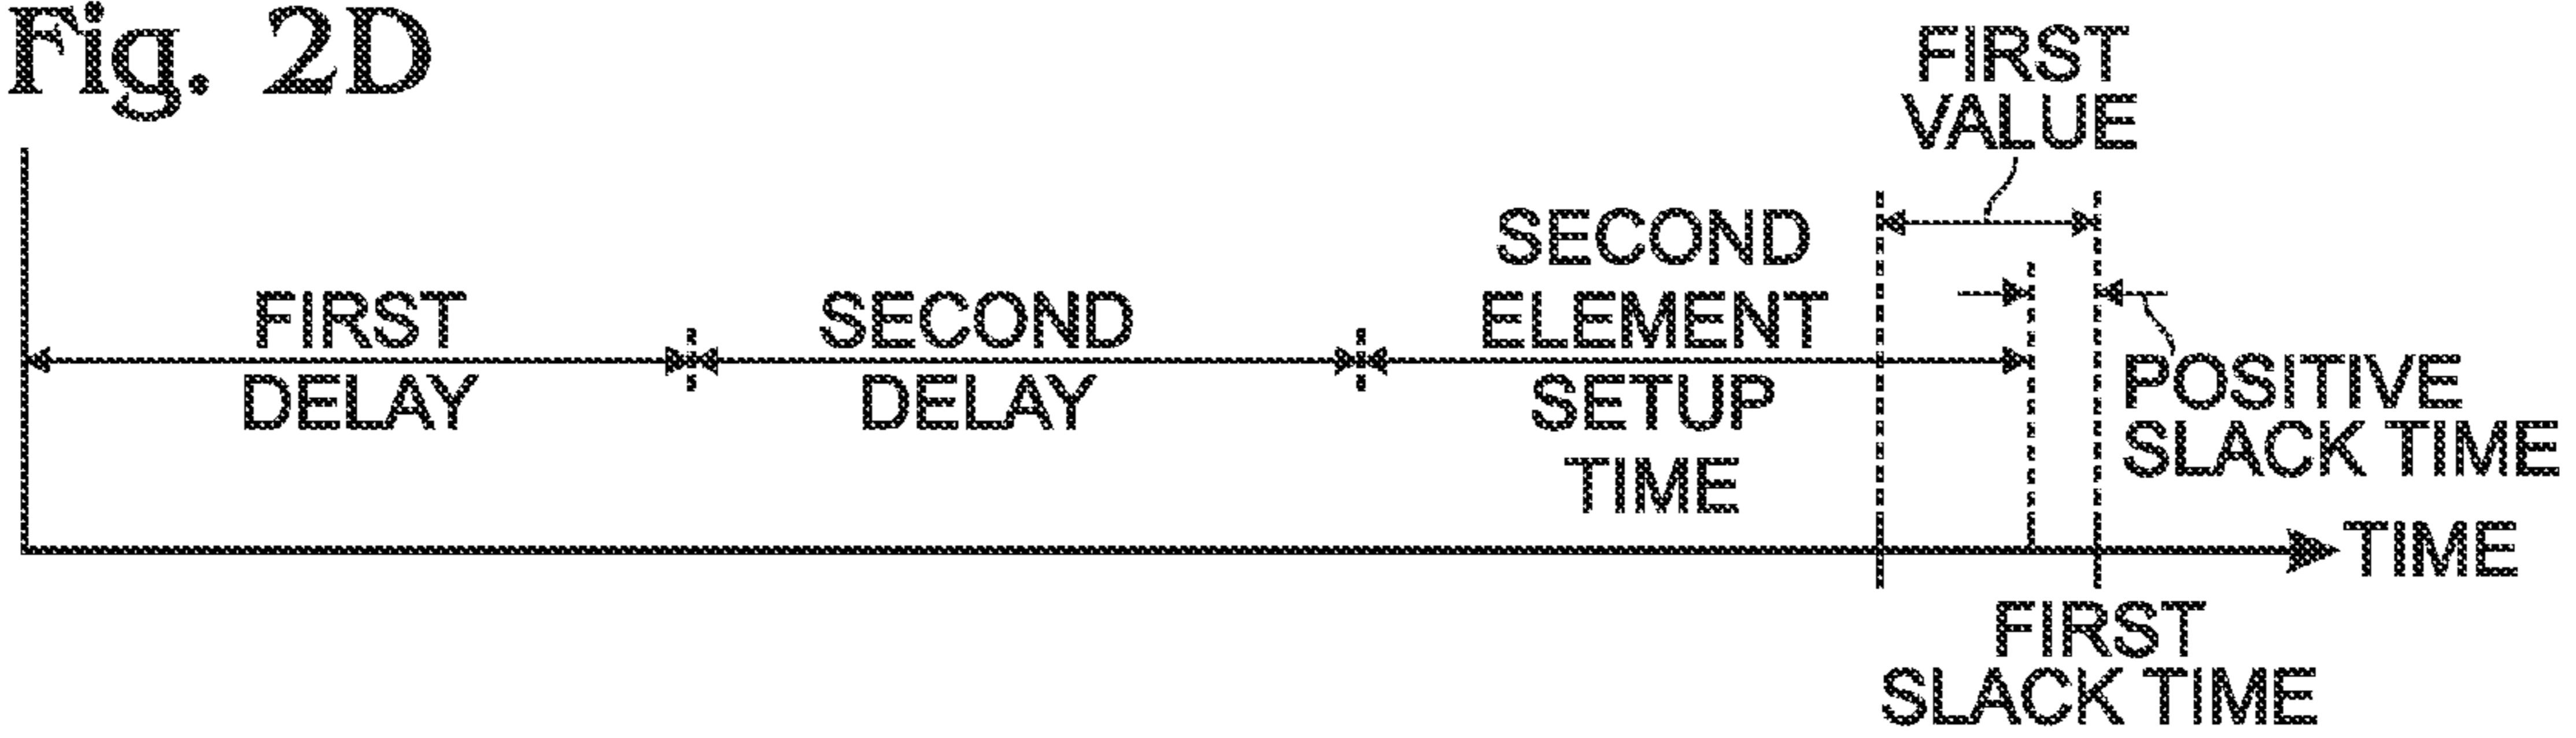 Fig. 2D
FIRST
VALUE
FIRST
DELAY
SECOND
DELAY
SECOND
ELEMENT
SETUP
TIME
POSITIVE
SLACK TIME
TIME
FIRST
SLACK TIME